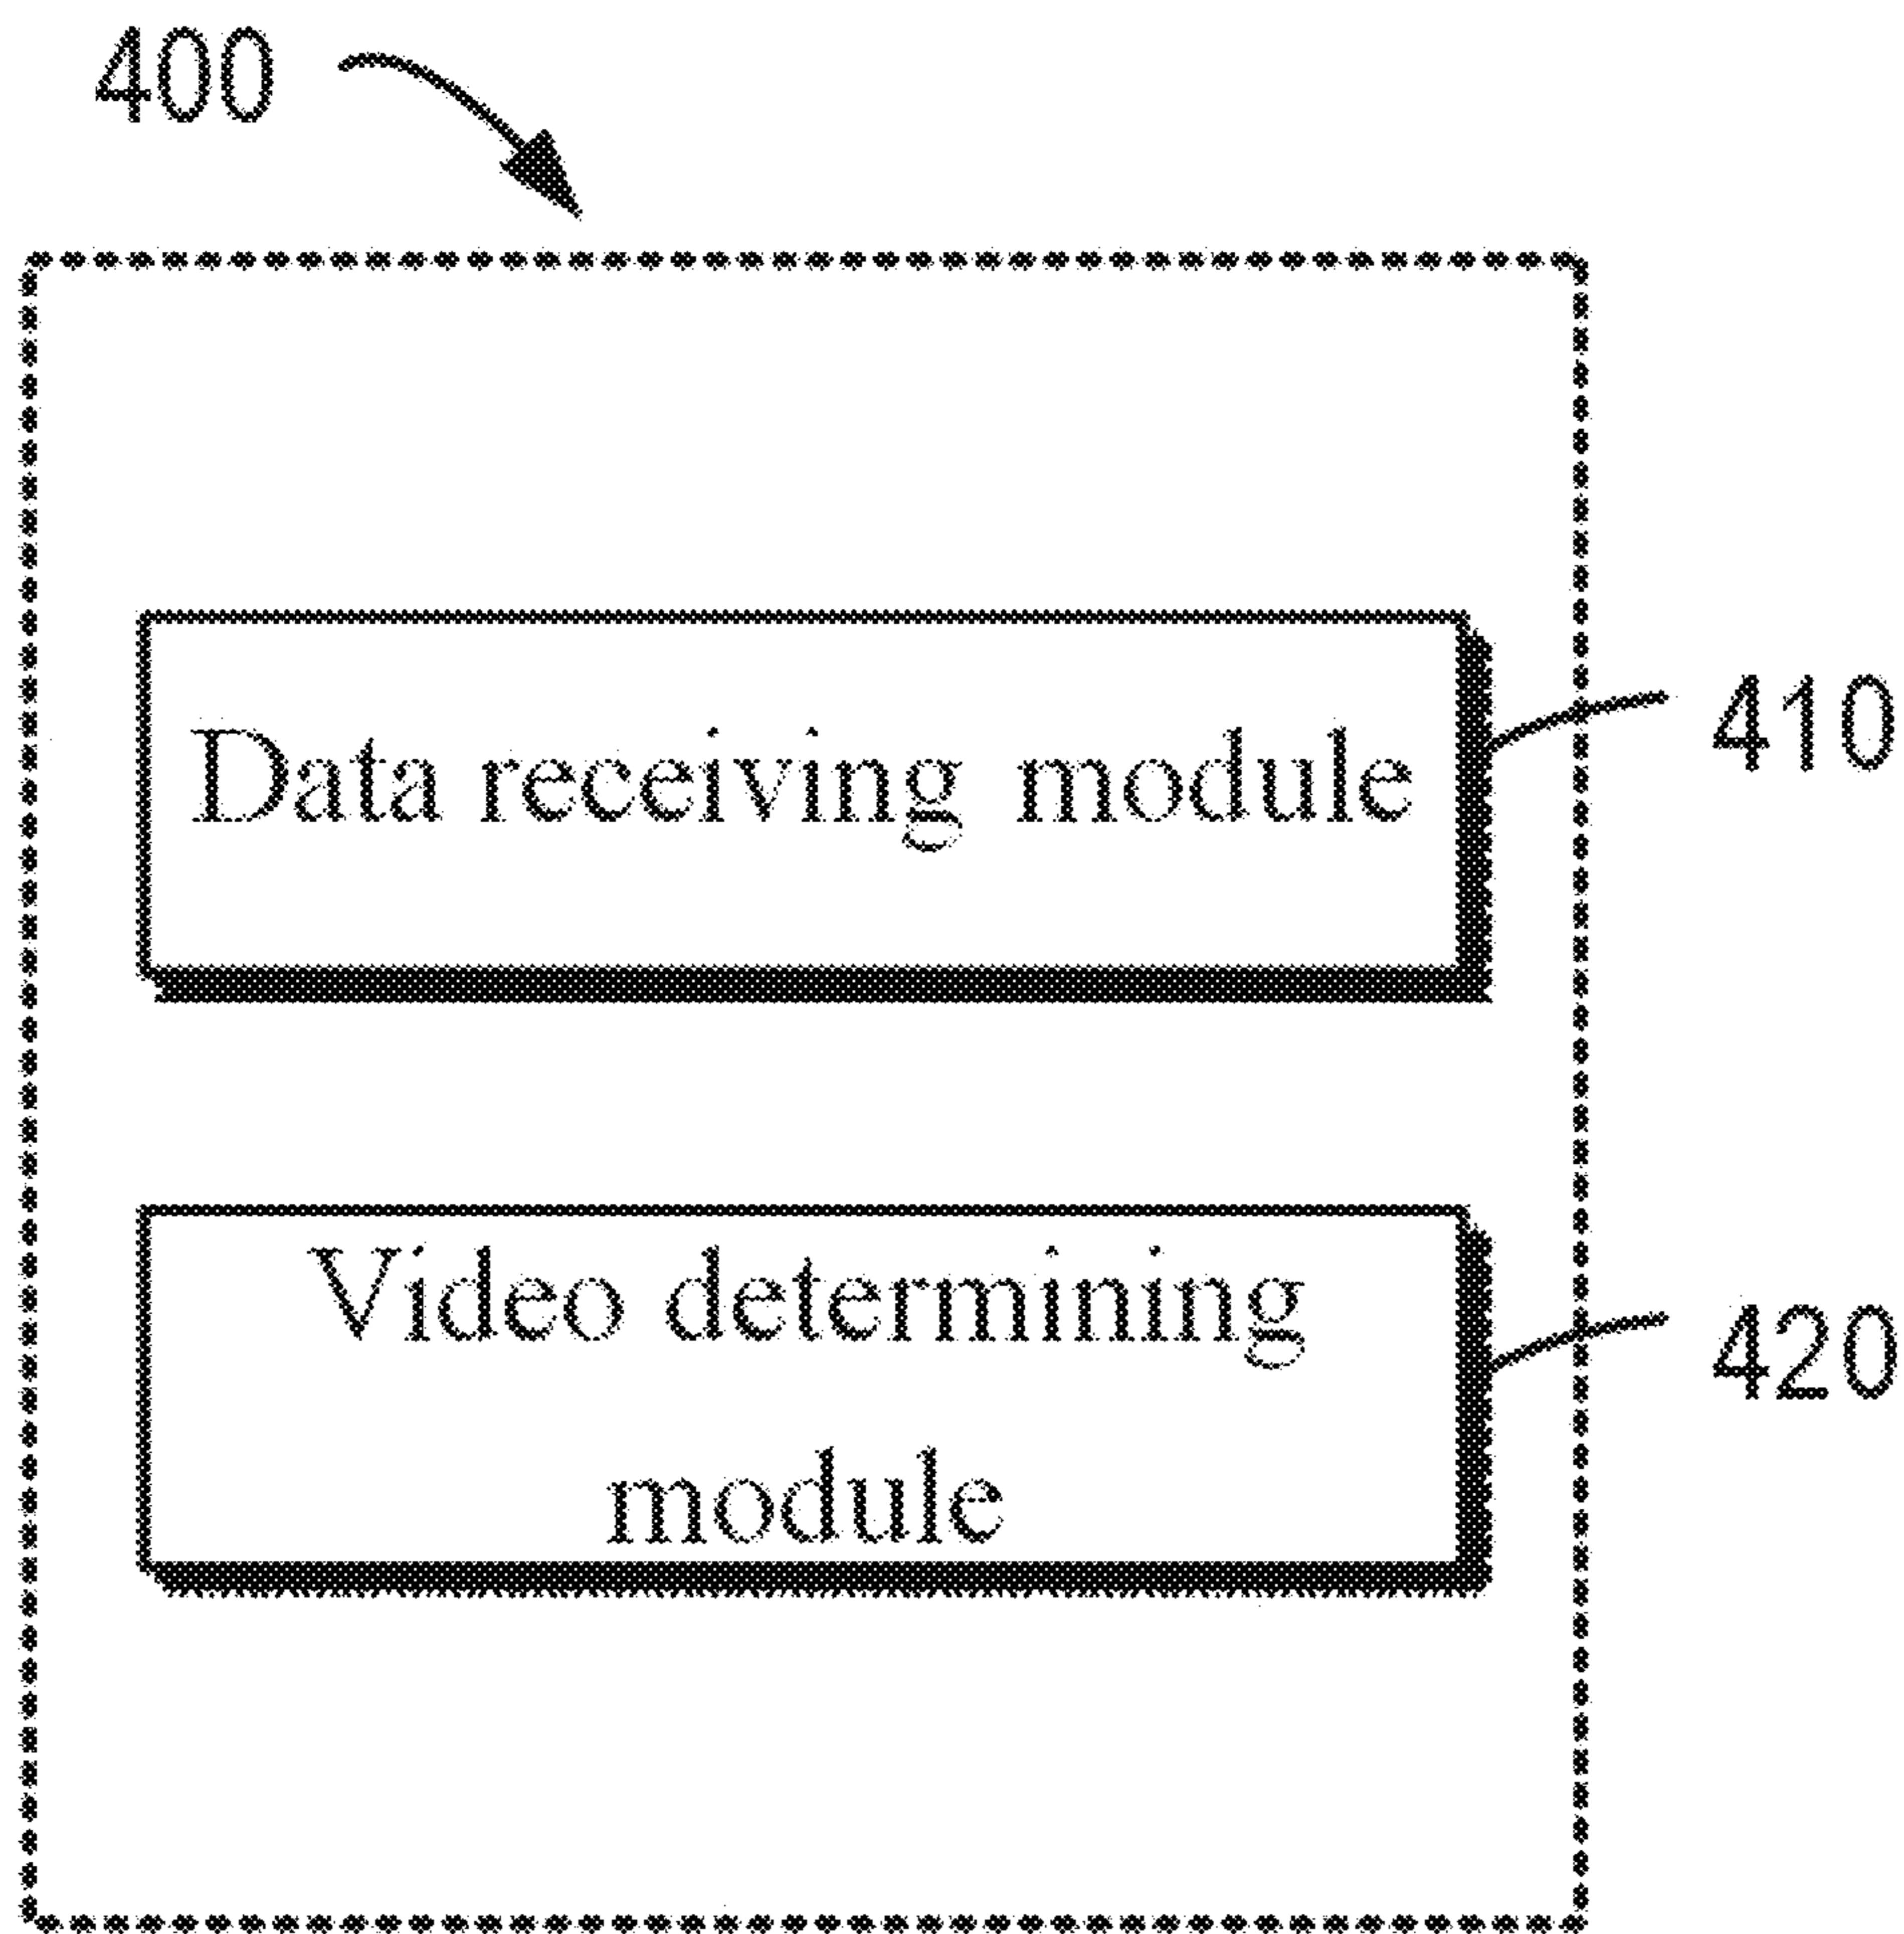 400
Data receiving module
410
Video determining
420
module